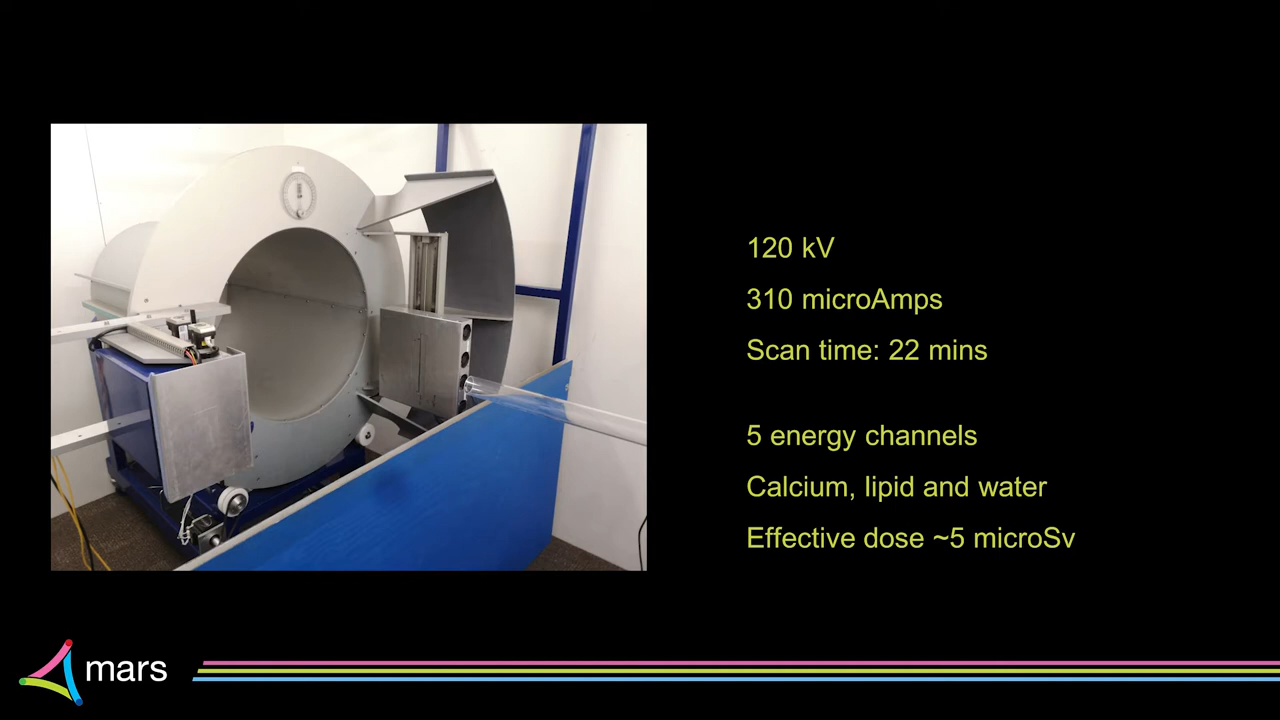 120 kV
310 microAmps
Scan time: 22 mins
5 energy channels
Calcium, lipid and water
Effective dose ~5 microSv
mars